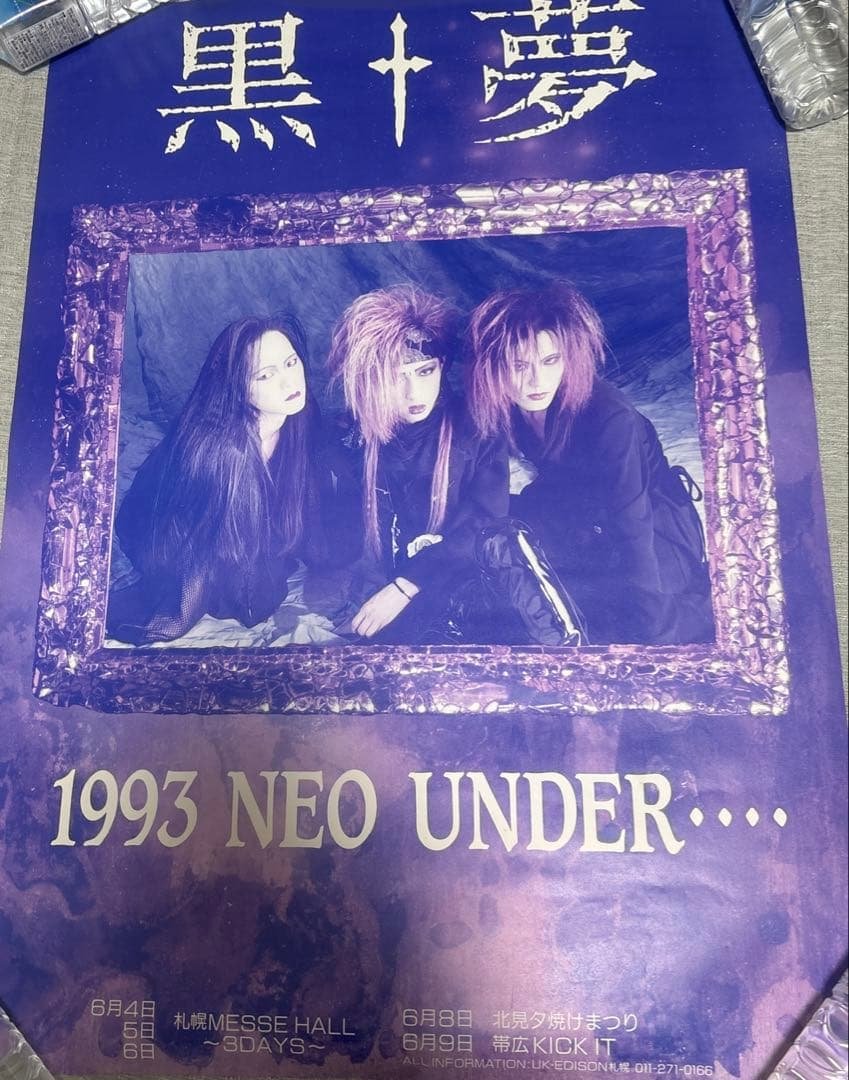 黒†夢
1993 NEO UNDER‥‥
6月4日
5日
6日
札幌MESSE HALL
～3DAYS～
6月8日 北見夕焼けまつり
6月9日 帯広KICK IT
ALL INFORMATION:UK-EDISON札幌 011-271-0166